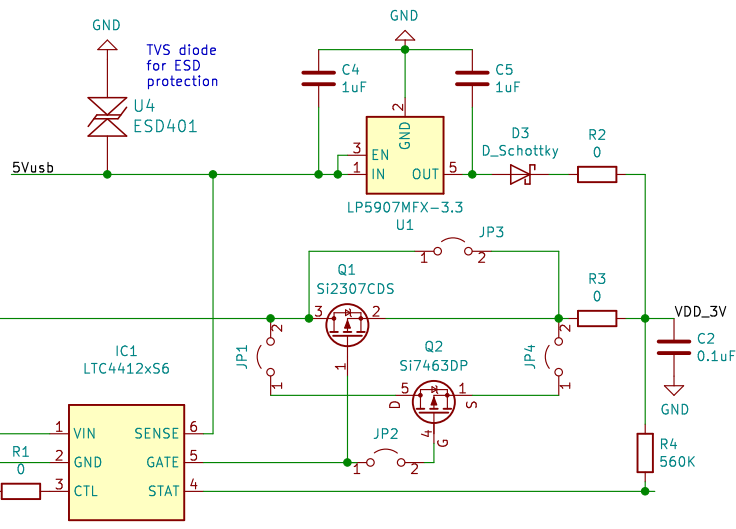 GND
TVS diode
for ESD
protection
U4
ESD401
GND
C4
1uF
C5
1uF
2
GND
3
EN
1
IN
OUT
5
LP5907MFX-3.3
U1
D3
D_Schottky
R2
0
5Vusb
JP3
1
2
Q1
Si2307CDS
3
2
1
R3
0
VDD_3V
C2
0.1uF
GND
JP1
2
1
Q2
Si7463DP
5
D
1
S
4
G
JP4
2
1
JP2
1
2
IC1
LTC4412xS6
1
VIN
SENSE
6
2
GND
GATE
5
3
CTL
STAT
4
R1
0
R4
560K